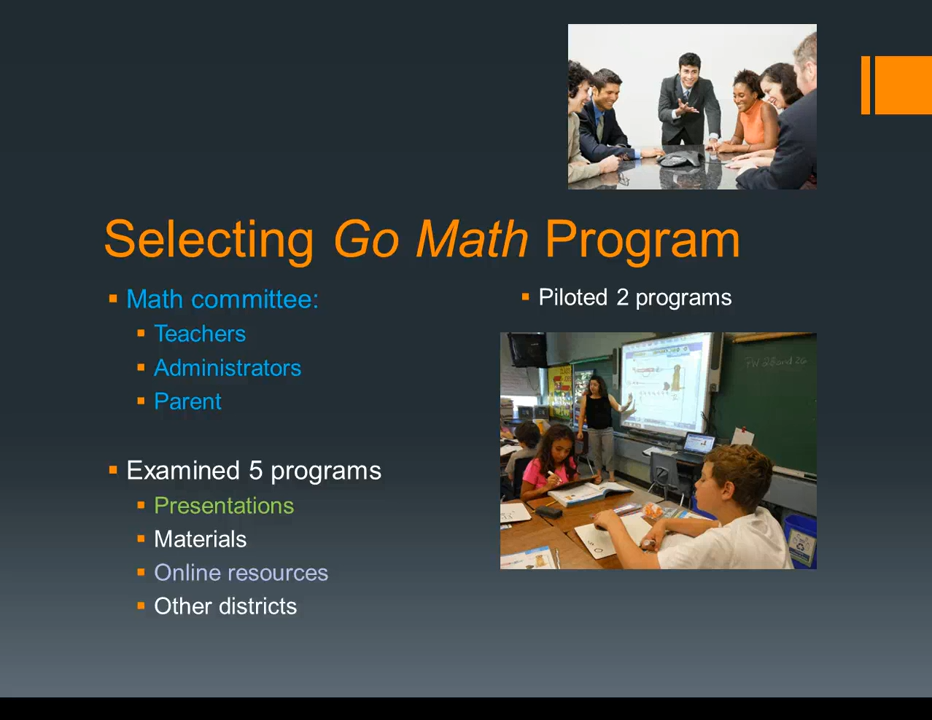 Selecting Go Math Program
Math committee:
Teachers
Administrators
Parent
Examined 5 programs
Presentations
Materials
Online resources
Other districts
Piloted 2 programs